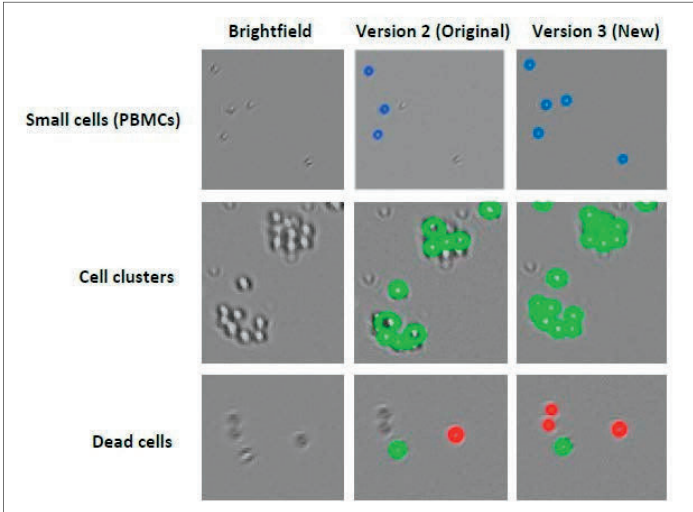 Brightfield
Version 2 (Original)
Version 3 (New)
Small cells (PBMCs)
Cell clusters
Dead cells